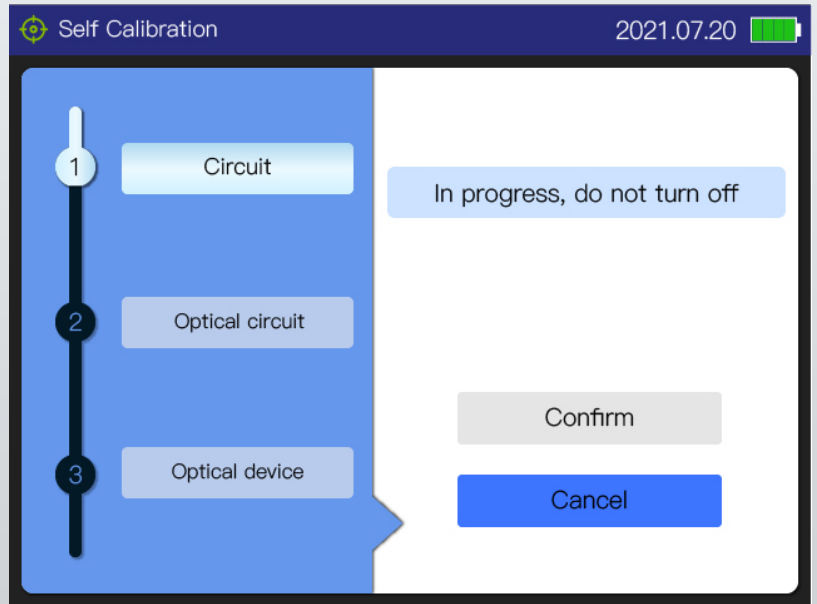 Self Calibration
2021.07.20
1
Circuit
2
Optical circuit
3
Optical device
In progress, do not turn off
Confirm
Cancel